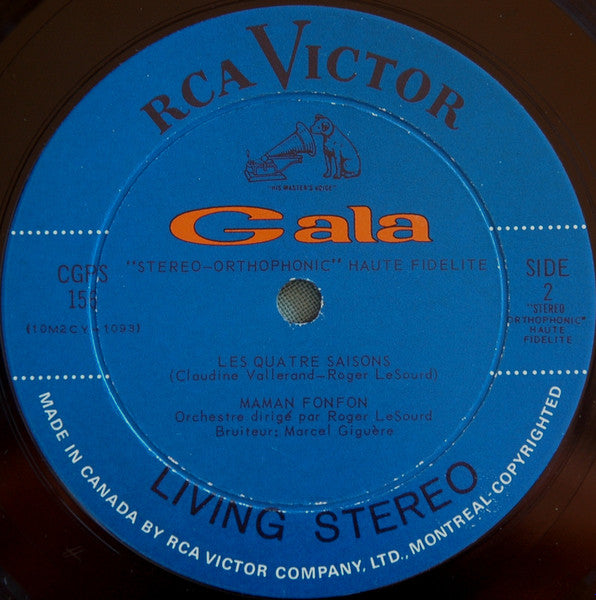 RCA VICTOR
"HIS MASTER'S VOICE"
Gala
"STEREO-ORTHOPHONIC" HAUTE FIDELITE
CGPS
156
(10M2CY-1093)
SIDE
2
"STEREO
ORTHOPHONIC"
HAUTE
FIDELITE
LES QUATRE SAISONS
(Claudine Vallerand-Roger LeSourd)
MAMAN FONFON
Orchestre dirigé par Roger LeSourd
Bruiteur: Marcel Giguère
LIVING STEREO
MADE IN CANADA BY RCA VICTOR COMPANY, LTD., MONTREAL-COPYRIGHTED